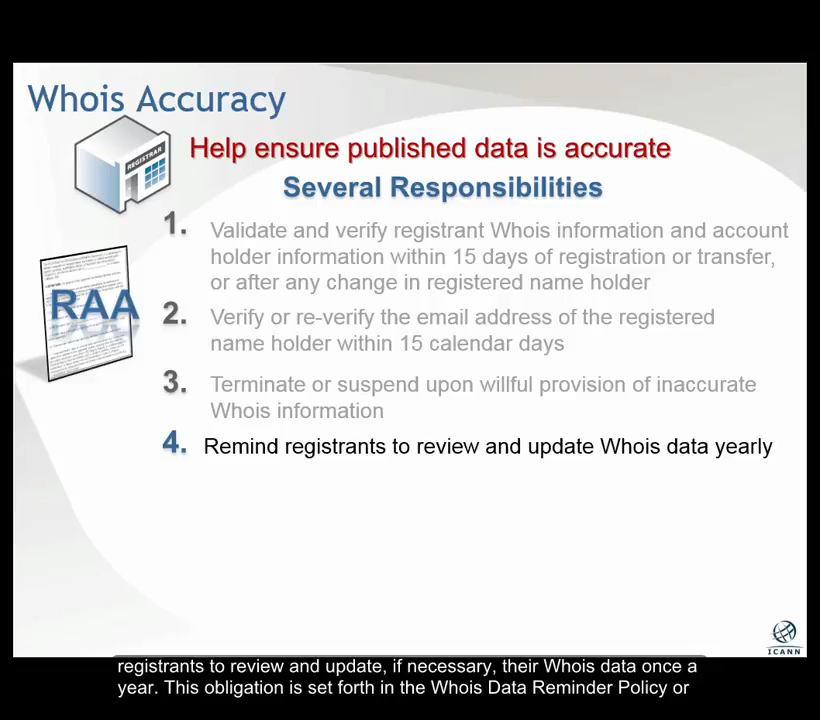 Whois Accuracy
REGISTRAR
Help ensure published data is accurate
Several Responsibilities
1. Validate and verify registrant Whois information and account
holder information within 15 days of registration or transfer,
or after any change in registered name holder
RAA
2. Verify or re-verify the email address of the registered
name holder within 15 calendar days
3. Terminate or suspend upon willful provision of inaccurate
Whois information
4. Remind registrants to review and update Whois data yearly
ICANN
registrants to review and update, if necessary, their Whois data once a
year. This obligation is set forth in the Whois Data Reminder Policy or